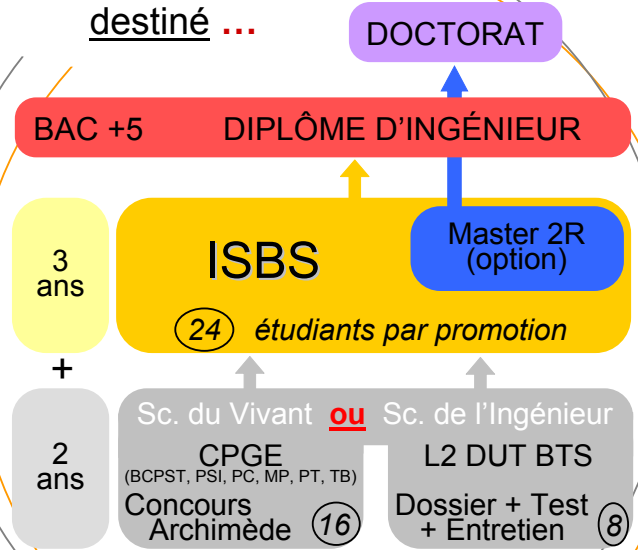 destiné ...
DOCTORAT
BAC +5 DIPLÔME D'INGÉNIEUR
3
ans
ISBS
Master 2R
(option)
24 étudiants par promotion
+
2
ans
Sc. du Vivant ou Sc. de l'Ingénieur
CPGE
(BCPST, PSI, PC, MP, PT, TB)
Concours
Archimède 16
L2 DUT BTS
Dossier + Test
+ Entretien 8